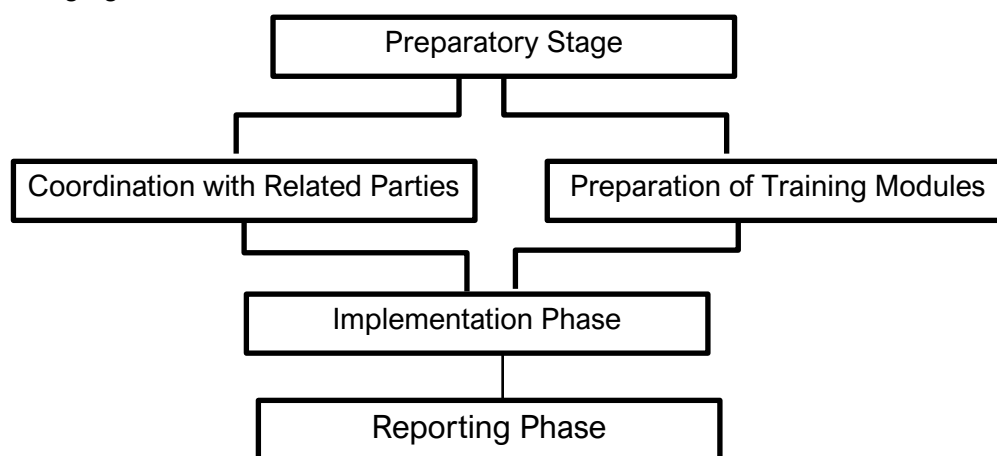 Preparatory Stage
Coordination with Related Parties
Preparation of Training Modules
Implementation Phase
Reporting Phase